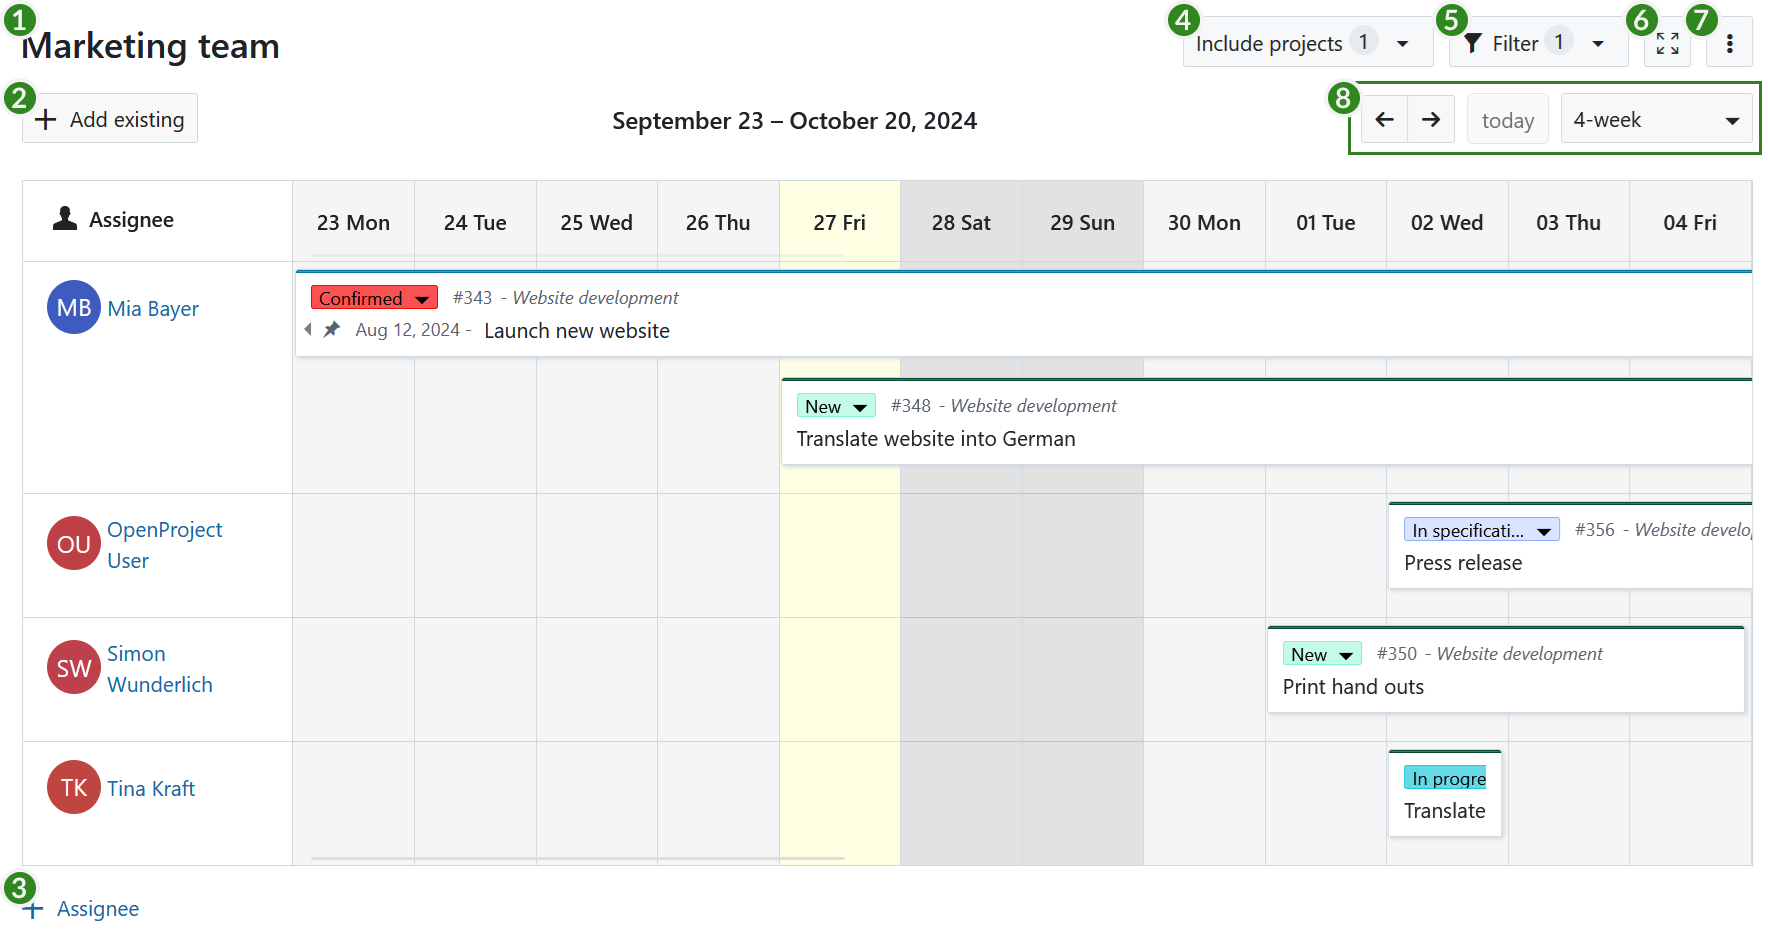 1
Marketing team
4
Include projects 1
5
Filter 1
6
7
2
Add existing
September 23 – October 20, 2024
8
today
4-week
Assignee
23 Mon
24 Tue
25 Wed
26 Thu
27 Fri
28 Sat
29 Sun
30 Mon
01 Tue
02 Wed
03 Thu
04 Fri
MB Mia Bayer
Confirmed #343 - Website development
Aug 12, 2024 - Launch new website
New #348 - Website development
Translate website into German
OU OpenProject
User
In specificati... #356 - Website develop
Press release
SW Simon
Wunderlich
New #350 - Website development
Print hand outs
TK Tina Kraft
In progre
Translate
3
+ Assignee